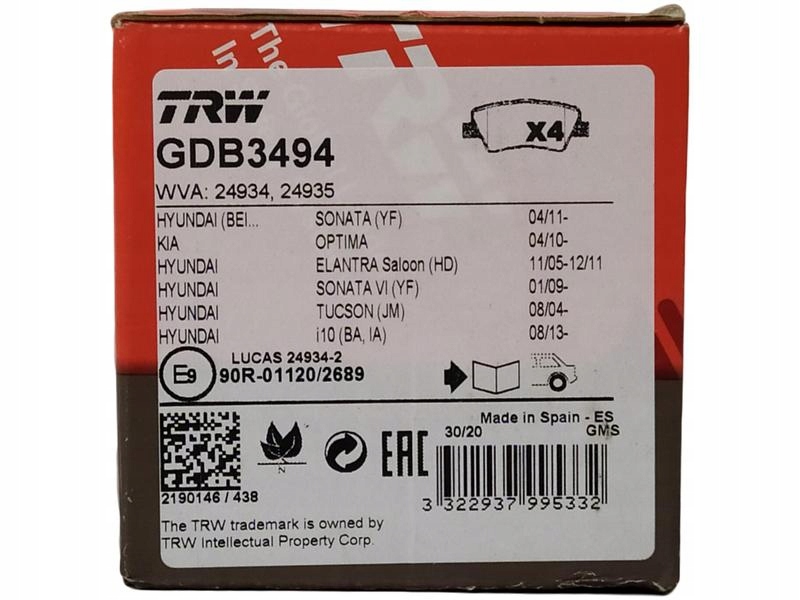 TRW
X4
GDB3494
WVA: 24934, 24935
HYUNDAI (BEI... SONATA (YF) 04/11-
KIA OPTIMA 04/10-
HYUNDAI ELANTRA Saloon (HD) 11/05-12/11
HYUNDAI SONATA VI (YF) 01/09-
HYUNDAI TUCSON (JM) 08/04-
HYUNDAI i10 (BA, IA) 08/13-
LUCAS 24934-2
E9 90R-01120/2689
Made in Spain - ES
30/20 GMS
N
EAC
2190146 / 438
3 322937 995332
The TRW trademark is owned by
TRW Intellectual Property Corp.